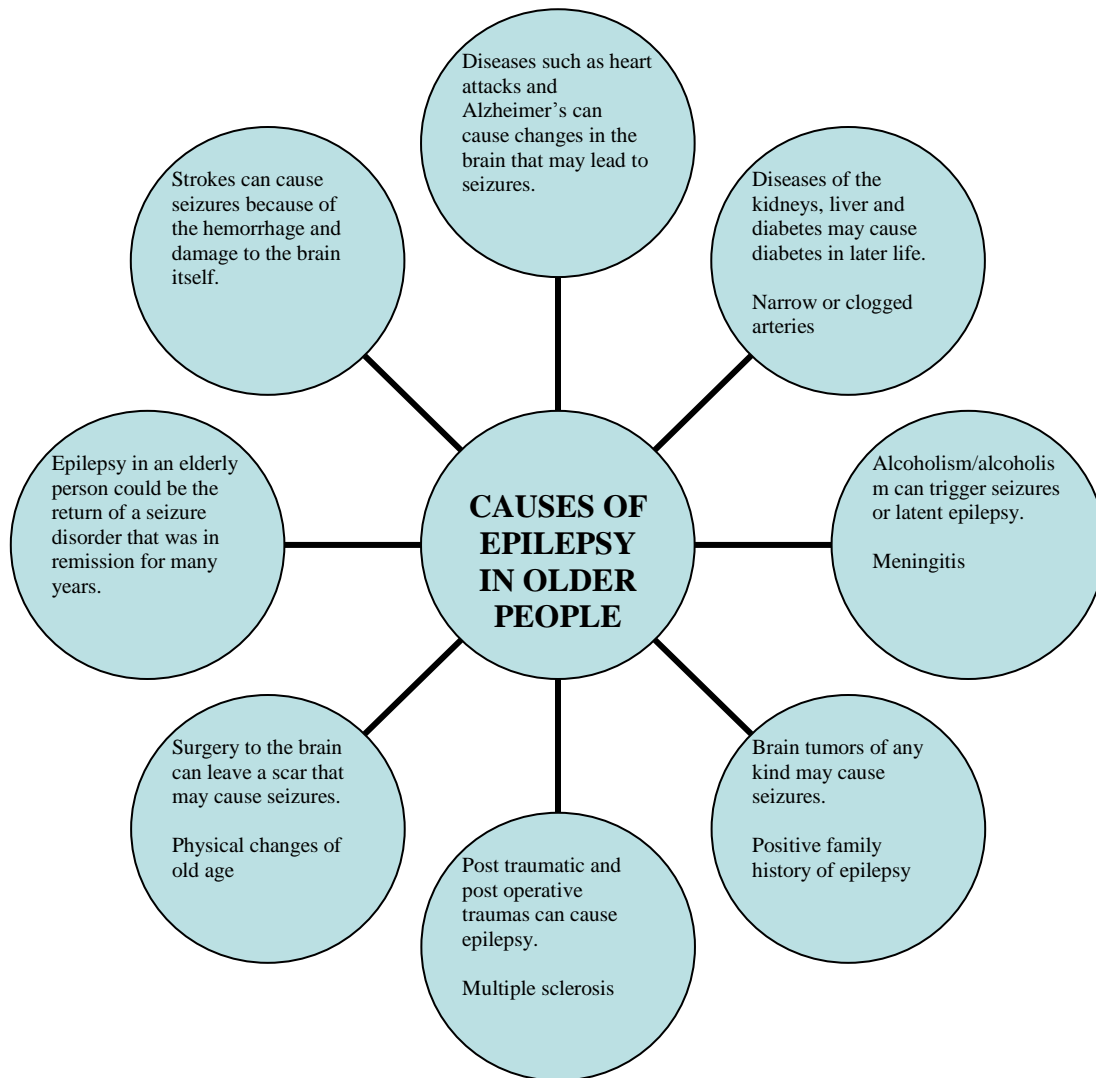 Diseases such as heart
attacks and
Alzheimer’s can
cause changes in the
brain that may lead to
seizures.
Strokes can cause
seizures because of
the hemorrhage and
damage to the brain
itself.
Diseases of the
kidneys, liver and
diabetes may cause
diabetes in later life.
Narrow or clogged
arteries
Epilepsy in an elderly
person could be the
return of a seizure
disorder that was in
remission for many
years.
CAUSES OF
EPILEPSY
IN OLDER
PEOPLE
Alcoholism/alcoholis
m can trigger seizures
or latent epilepsy.
Meningitis
Surgery to the brain
can leave a scar that
may cause seizures.
Physical changes of
old age
Brain tumors of any
kind may cause
seizures.
Positive family
history of epilepsy
Post traumatic and
post operative
traumas can cause
epilepsy.
Multiple sclerosis